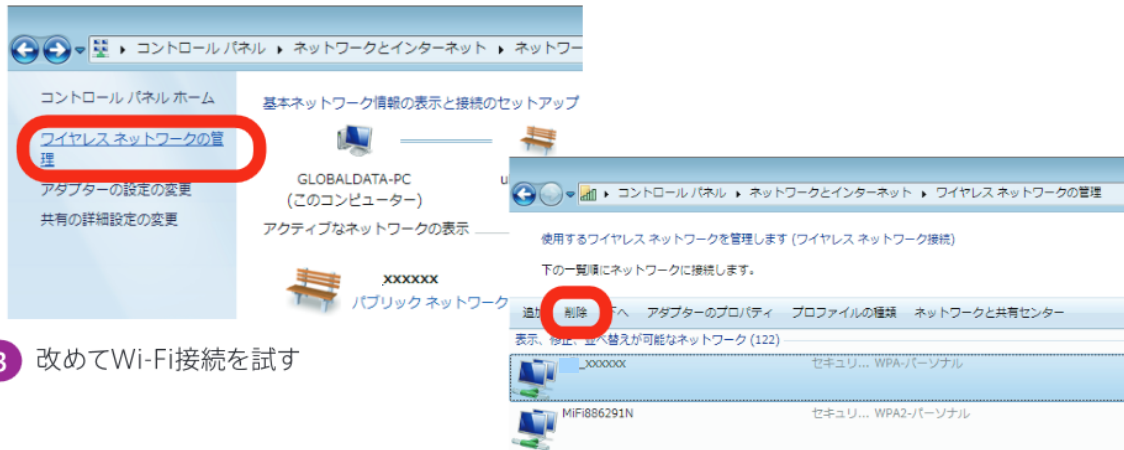 コントロール パネル ▸ ネットワークとインターネット ▸ ネットワー
コントロール パネル ホーム
ワイヤレス ネットワークの管
理
アダプターの設定の変更
共有の詳細設定の変更
基本ネットワーク情報の表示と接続のセットアップ
GLOBALDATA-PC
(このコンピューター)
アクティブなネットワークの表示
xxxxxx
パブリック ネットワーク
3 改めてWi-Fi接続を試す
コントロール パネル ▸ ネットワークとインターネット ▸ ワイヤレス ネットワークの管理
使用するワイヤレス ネットワークを管理します (ワイヤレス ネットワーク接続)
下の一覧順にネットワークに接続します。
追加 削除 下へ アダプターのプロパティ プロファイルの種類 ネットワークと共有センター
表示、修正、並べ替えが可能なネットワーク (122)
_xxxxxx セキュリ... WPA-パーソナル
MiFi886291N セキュリ... WPA2-パーソナル